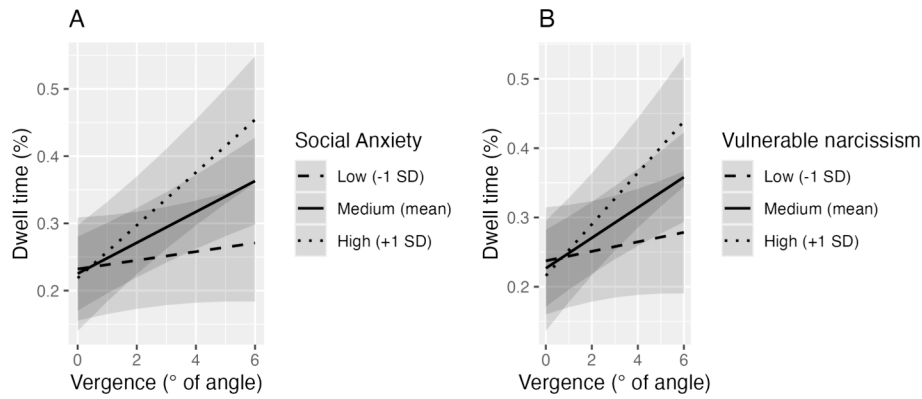 A
Dwell time (%)
0.5
0.4
0.3
0.2
0 2 4 6
Vergence (° of angle)
Social Anxiety
Low (-1 SD)
Medium (mean)
High (+1 SD)
B
Dwell time (%)
0.5
0.4
0.3
0.2
0 2 4 6
Vergence (° of angle)
Vulnerable narcissism
Low (-1 SD)
Medium (mean)
High (+1 SD)